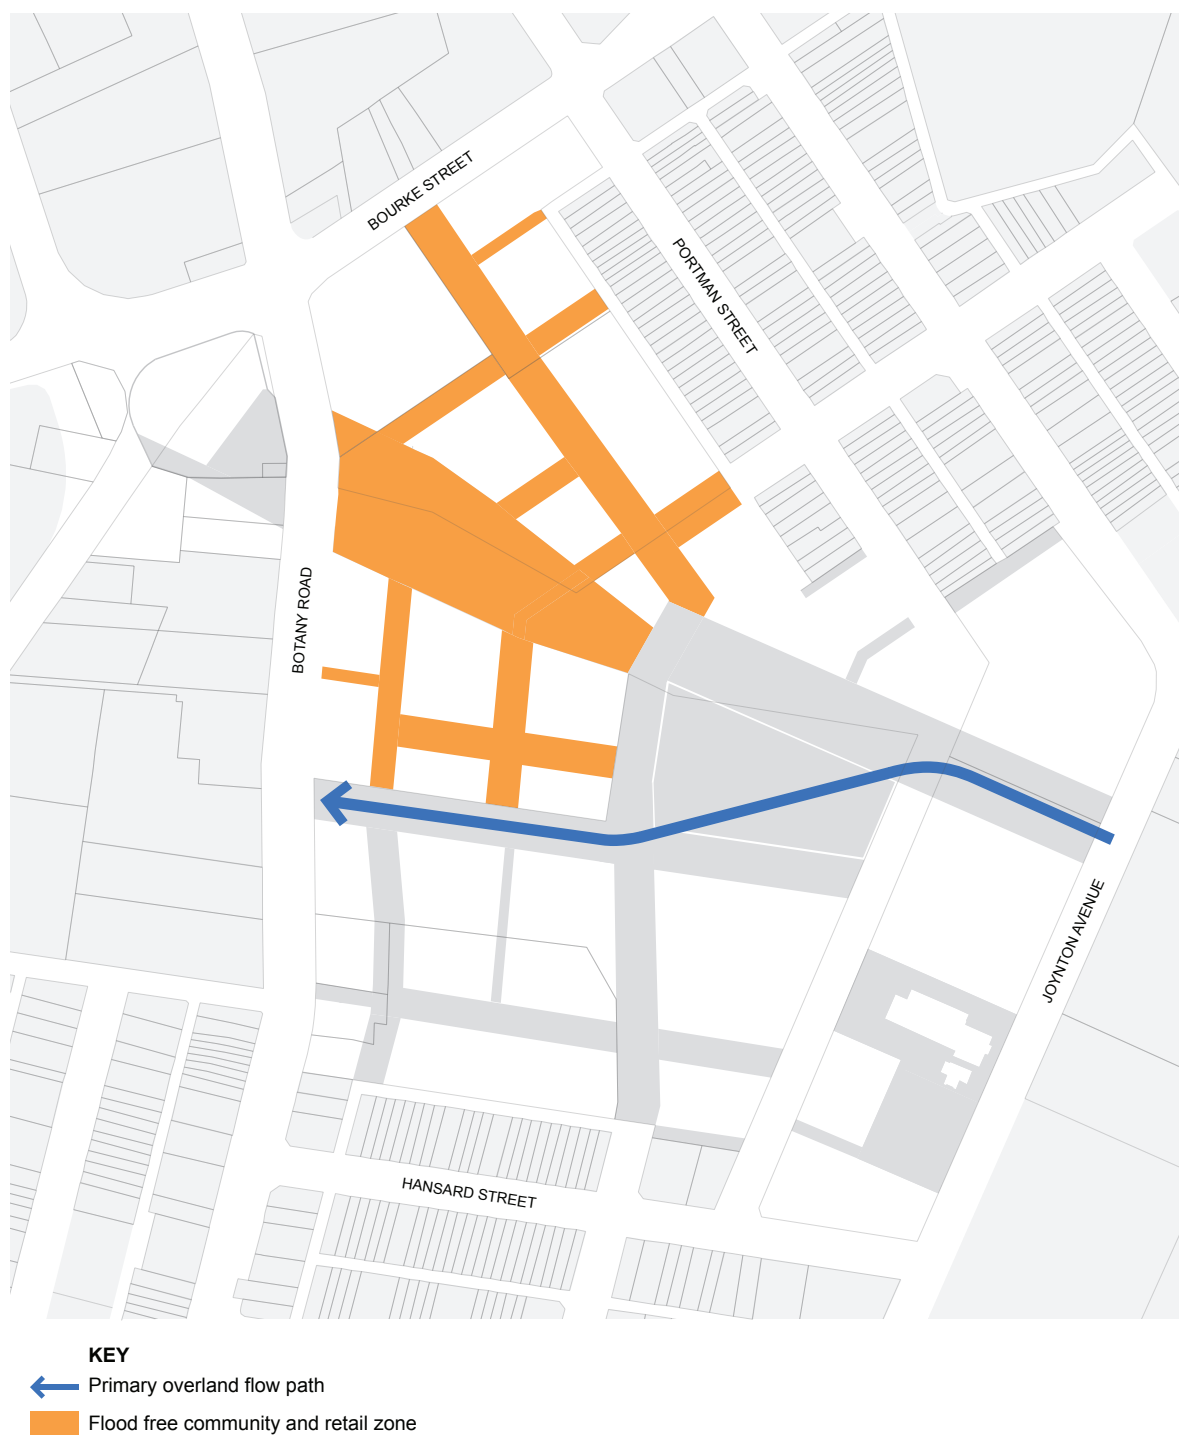 BOURKE STREET
PORTMAN STREET
BOTANY ROAD
JOYNTON AVENUE
HANSARD STREET
KEY
Primary overland flow path
Flood free community and retail zone